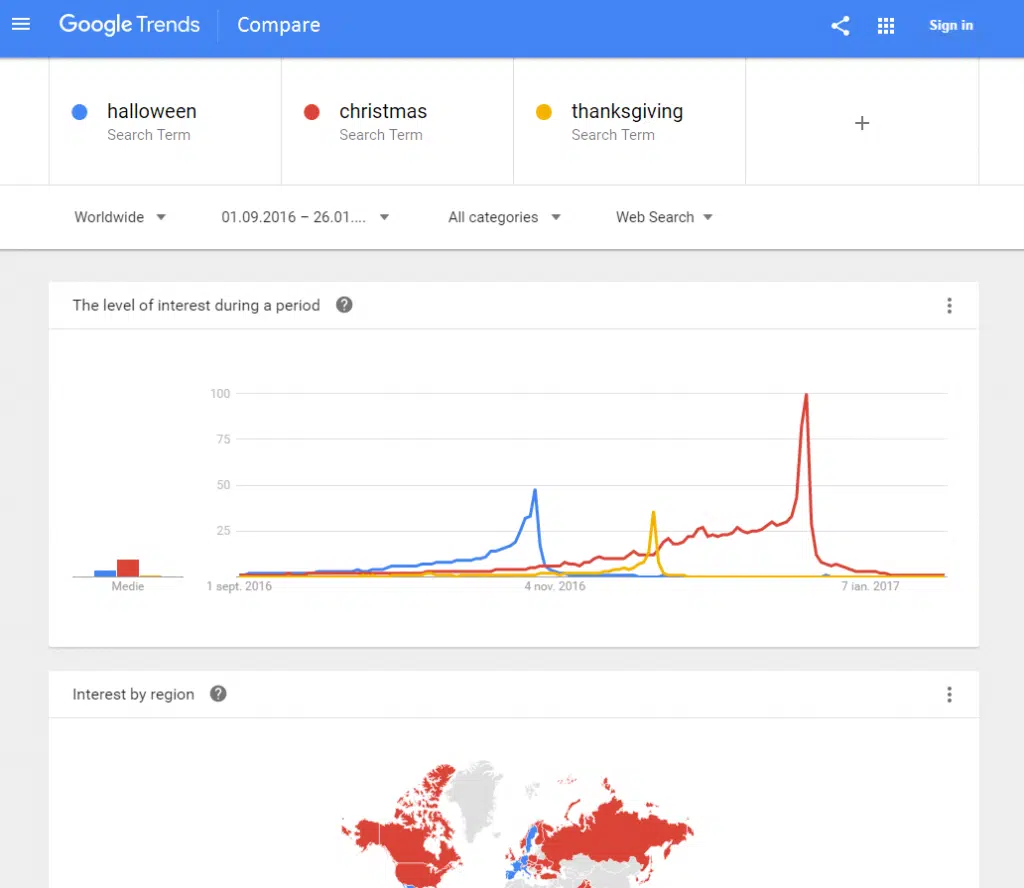 Google Trends Compare Sign in
halloween christmas thanksgiving
Search Term Search Term Search Term
+
Worldwide 01.09.2016 – 26.01.... All categories Web Search
The level of interest during a period ?
100
75
50
25
Medie 1 sept. 2016 4 nov. 2016 7 ian. 2017
Interest by region ?